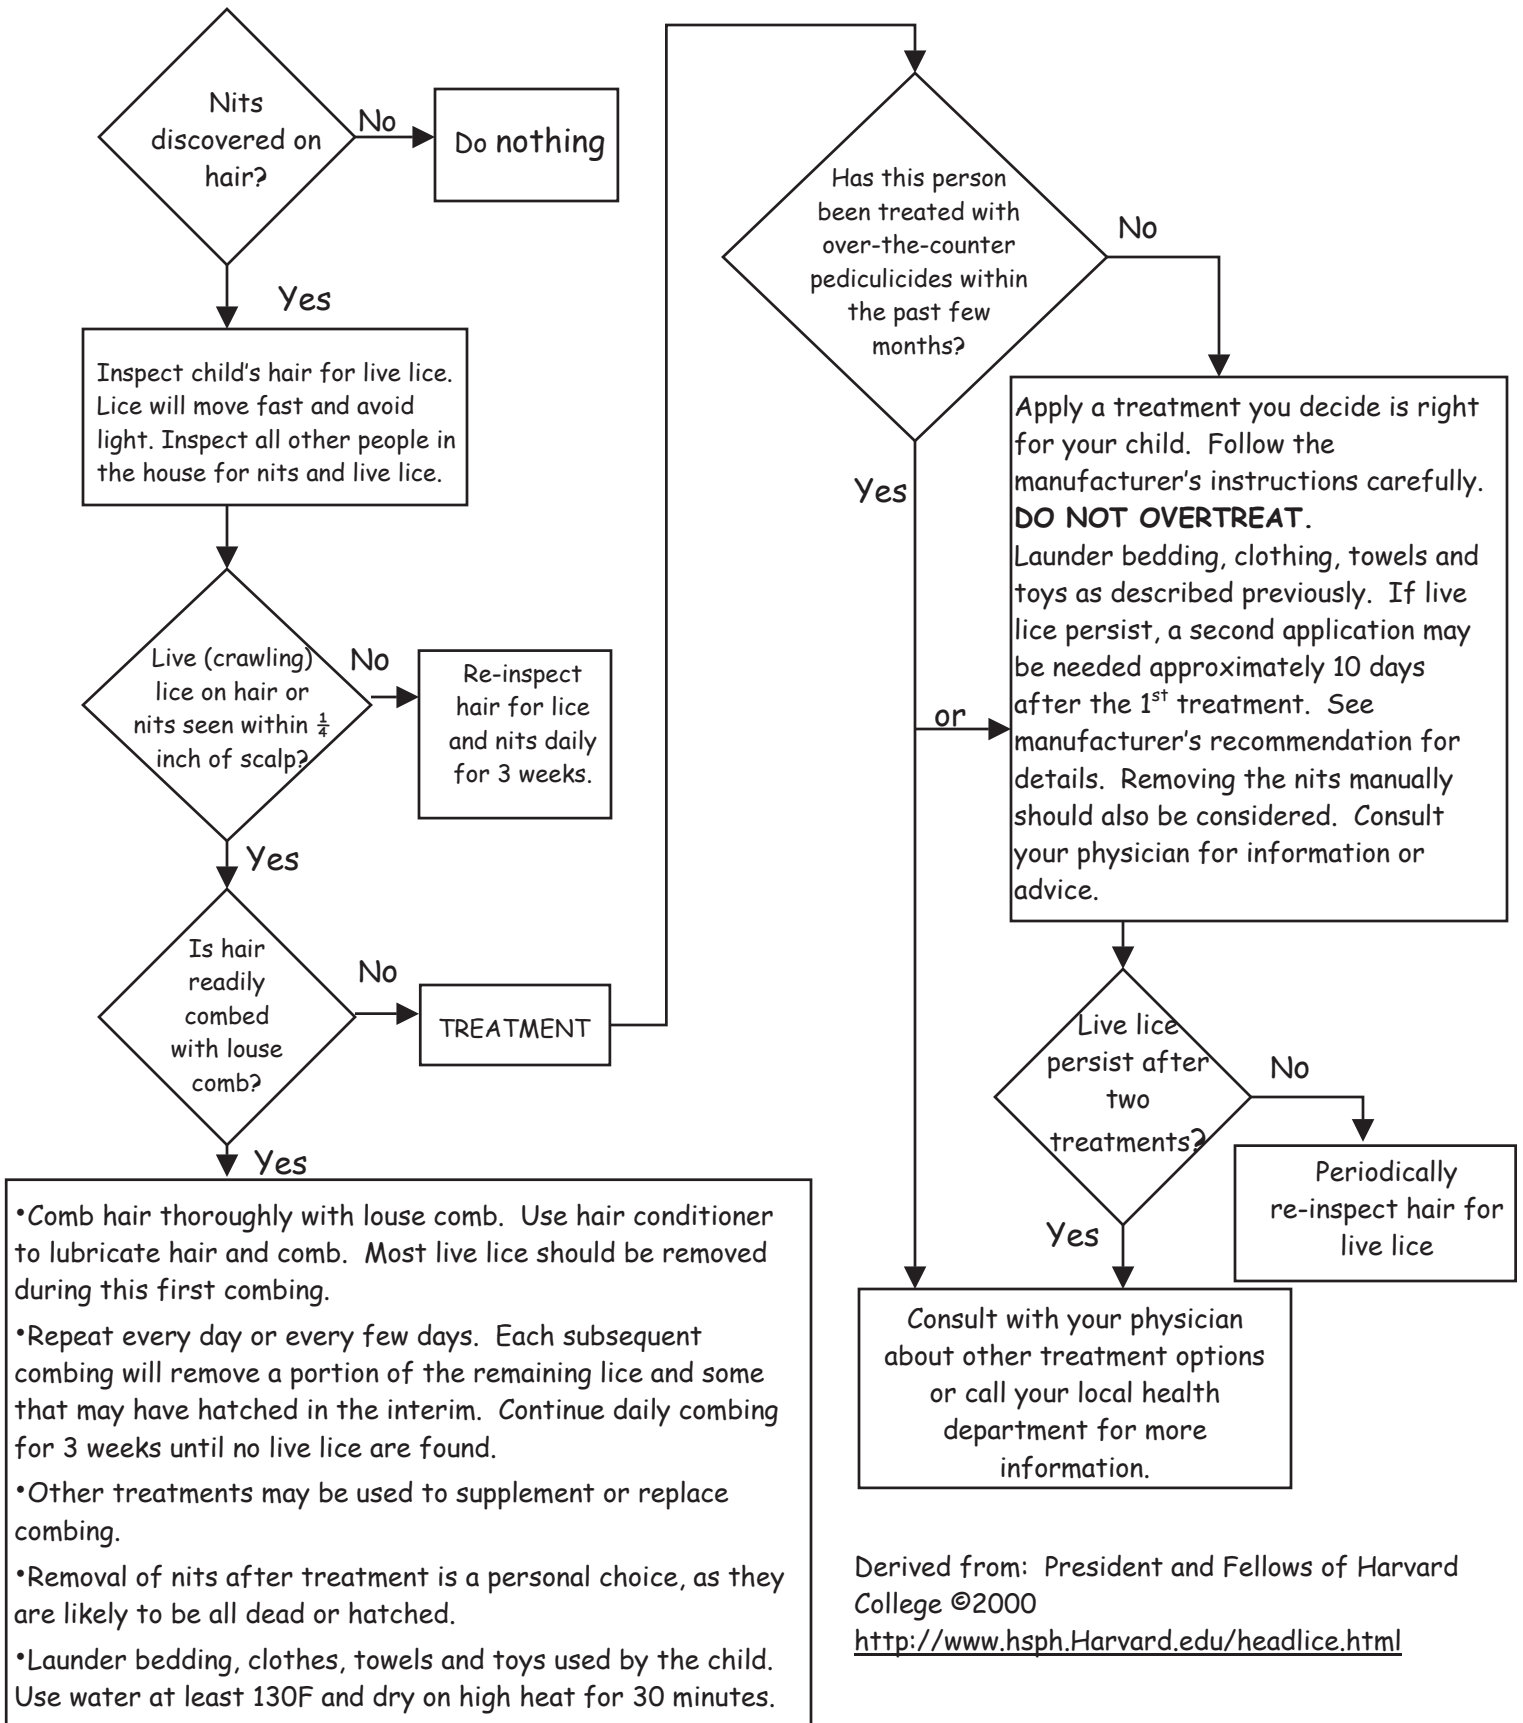 Nits
discovered on
hair?
No
Do nothing
Yes
Inspect child's hair for live lice.
Lice will move fast and avoid
light. Inspect all other people in
the house for nits and live lice.
Live (crawling)
lice on hair or
nits seen within ¼
inch of scalp?
No
Re-inspect
hair for lice
and nits daily
for 3 weeks.
Yes
Is hair
readily
combed
with louse
comb?
No
TREATMENT
Yes
•Comb hair thoroughly with louse comb.  Use hair conditioner
to lubricate hair and comb.  Most live lice should be removed
during this first combing.
•Repeat every day or every few days.  Each subsequent
combing will remove a portion of the remaining lice and some
that may have hatched in the interim.  Continue daily combing
for 3 weeks until no live lice are found.
•Other treatments may be used to supplement or replace
combing.
•Removal of nits after treatment is a personal choice, as they
are likely to be all dead or hatched.
•Launder bedding, clothes, towels and toys used by the child.
Use water at least 130F and dry on high heat for 30 minutes.
Has this person
been treated with
over-the-counter
pediculicides within
the past few
months?
No
Yes
or
Apply a treatment you decide is right
for your child.  Follow the
manufacturer's instructions carefully.
DO NOT OVERTREAT.
Launder bedding, clothing, towels and
toys as described previously.  If live
lice persist, a second application may
be needed approximately 10 days
after the 1st treatment.  See
manufacturer's recommendation for
details.  Removing the nits manually
should also be considered.  Consult
your physician for information or
advice.
Live lice
persist after
two
treatments?
No
Periodically
re-inspect hair for
live lice
Yes
Consult with your physician
about other treatment options
or call your local health
department for more
information.
Derived from:  President and Fellows of Harvard
College ©2000
http://www.hsph.Harvard.edu/headlice.html